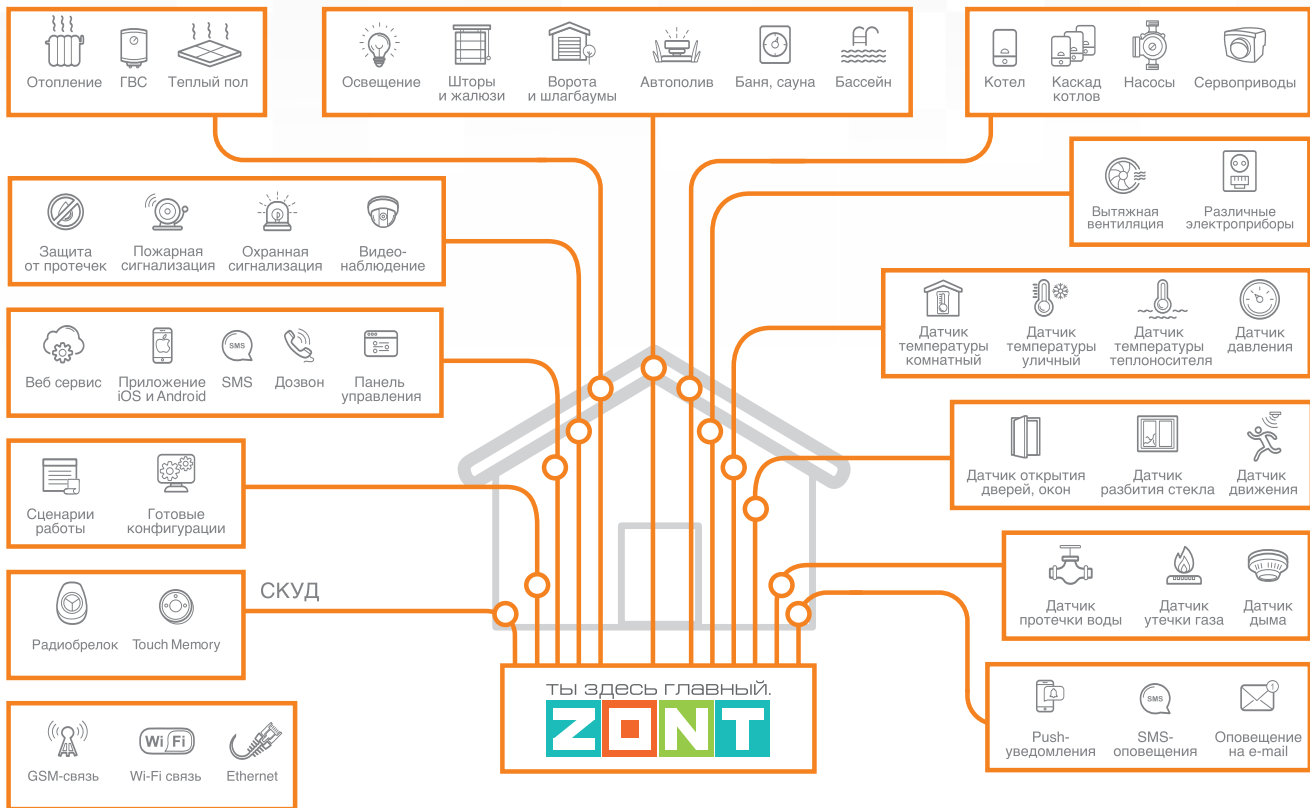 Отопление
ГВС
Теплый пол
Освещение
Шторы
и жалюзи
Ворота
и шлагбаумы
Автополив
Баня, сауна
Бассейн
Котел
Каскад
котлов
Насосы
Сервоприводы
Защита
от протечек
Пожарная
сигнализация
Охранная
сигнализация
Видео-
наблюдение
Вытяжная
вентиляция
Различные
электроприборы
Веб сервис
Приложение
iOS и Android
SMS
SMS
Дозвон
Панель
управления
Датчик
температуры
комнатный
Датчик
температуры
уличный
Датчик
температуры
теплоносителя
Датчик
давления
Сценарии
работы
Готовые
конфигурации
Датчик открытия
дверей, окон
Датчик
разбития стекла
Датчик
движения
Радиобрелок
Touch Memory
СКУД
Датчик
протечки воды
Датчик
утечки газа
Датчик
дыма
GSM-связь
Wi Fi
Wi-Fi связь
Ethernet
ТЫ ЗДЕСЬ ГЛАВНЫЙ.
ZONT
Push-
уведомления
SMS
SMS-
оповещения
1
Оповещение
на e-mail